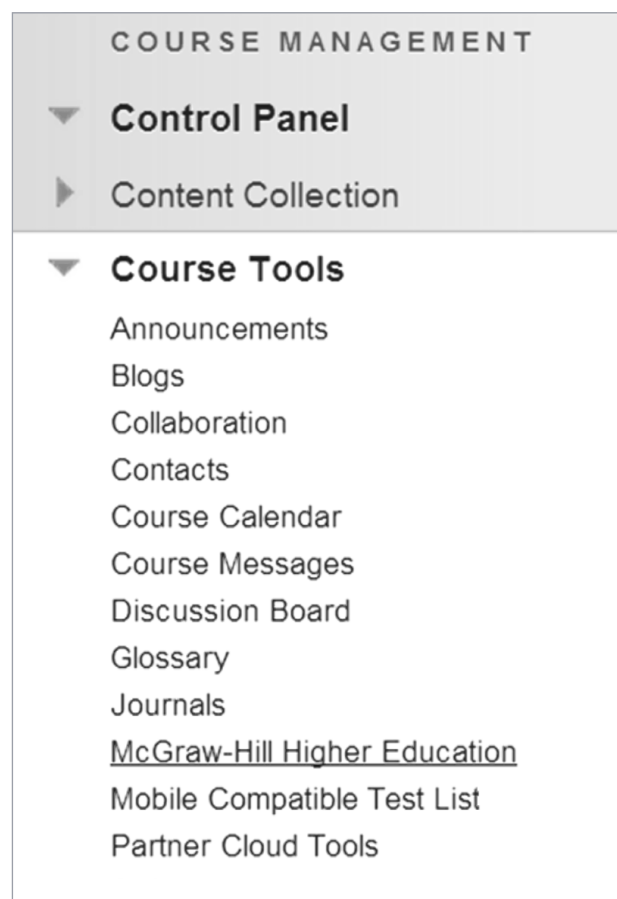 COURSE MANAGEMENT
Control Panel
Content Collection
Course Tools
Announcements
Blogs
Collaboration
Contacts
Course Calendar
Course Messages
Discussion Board
Glossary
Journals
McGraw-Hill Higher Education
Mobile Compatible Test List
Partner Cloud Tools